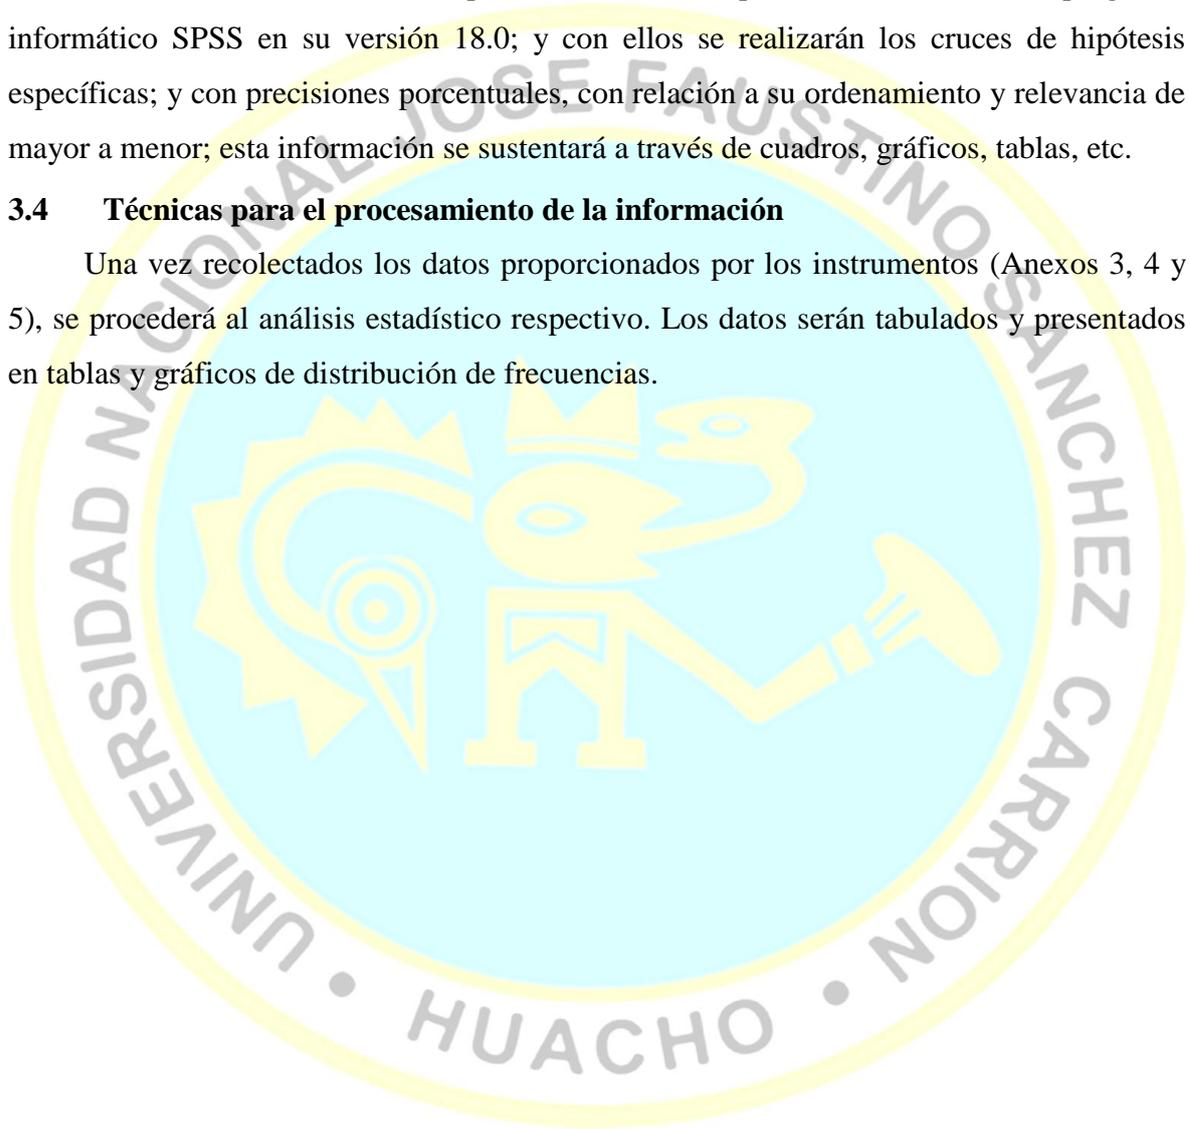 informático SPSS en su versión 18.0; y con ellos se realizarán los cruces de hipótesis
específicas; y con precisiones porcentuales, con relación a su ordenamiento y relevancia de
mayor a menor; esta información se sustentará a través de cuadros, gráficos, tablas, etc.
3.4 Técnicas para el procesamiento de la información
Una vez recolectados los datos proporcionados por los instrumentos (Anexos 3, 4 y
5), se procederá al análisis estadístico respectivo. Los datos serán tabulados y presentados
en tablas y gráficos de distribución de frecuencias.
UNIVERSIDAD NACIONAL JOSE FAUSTINO SANCHEZ CARRION
• HUACHO •